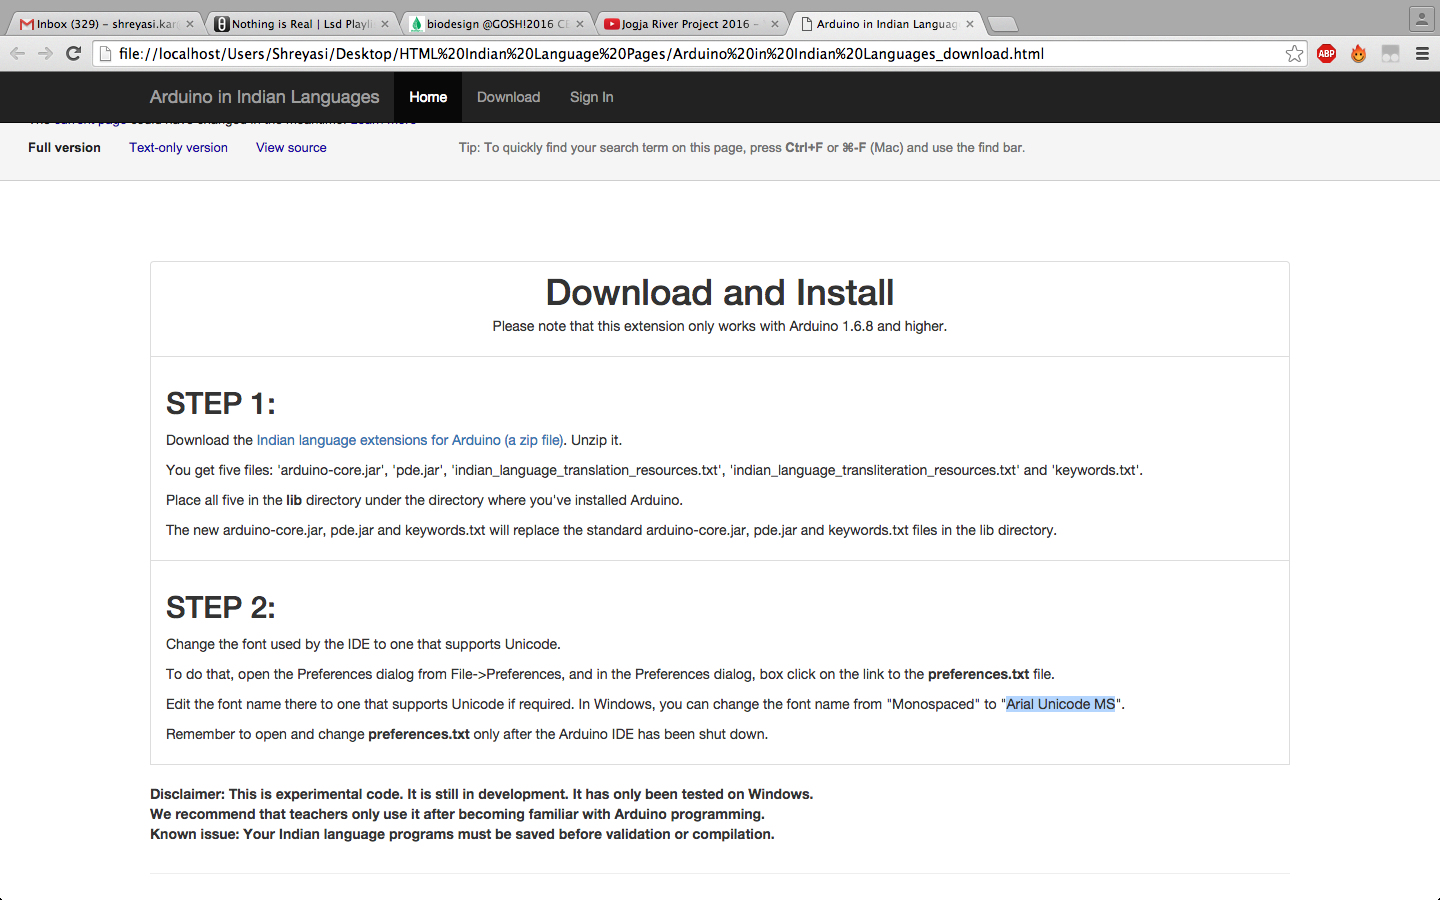 Inbox (329) – shreyasi.kar
Nothing is Real | Lsd Playli
biodesign @GOSH!2016 CE
Jogja River Project 2016 –
Arduino in Indian Languag
file://localhost/Users/Shreyasi/Desktop/HTML%20Indian%20Language%20Pages/Arduino%20in%20Indian%20Languages_download.html
ABP
Arduino in Indian Languages Home Download Sign In
Full version Text-only version View source Tip: To quickly find your search term on this page, press Ctrl+F or ⌘-F (Mac) and use the find bar.
Download and Install
Please note that this extension only works with Arduino 1.6.8 and higher.
STEP 1:
Download the Indian language extensions for Arduino (a zip file). Unzip it.
You get five files: 'arduino-core.jar', 'pde.jar', 'indian_language_translation_resources.txt', 'indian_language_transliteration_resources.txt' and 'keywords.txt'.
Place all five in the lib directory under the directory where you've installed Arduino.
The new arduino-core.jar, pde.jar and keywords.txt will replace the standard arduino-core.jar, pde.jar and keywords.txt files in the lib directory.
STEP 2:
Change the font used by the IDE to one that supports Unicode.
To do that, open the Preferences dialog from File->Preferences, and in the Preferences dialog, box click on the link to the preferences.txt file.
Edit the font name there to one that supports Unicode if required. In Windows, you can change the font name from "Monospaced" to "Arial Unicode MS".
Remember to open and change preferences.txt only after the Arduino IDE has been shut down.
Disclaimer: This is experimental code. It is still in development. It has only been tested on Windows.
We recommend that teachers only use it after becoming familiar with Arduino programming.
Known issue: Your Indian language programs must be saved before validation or compilation.